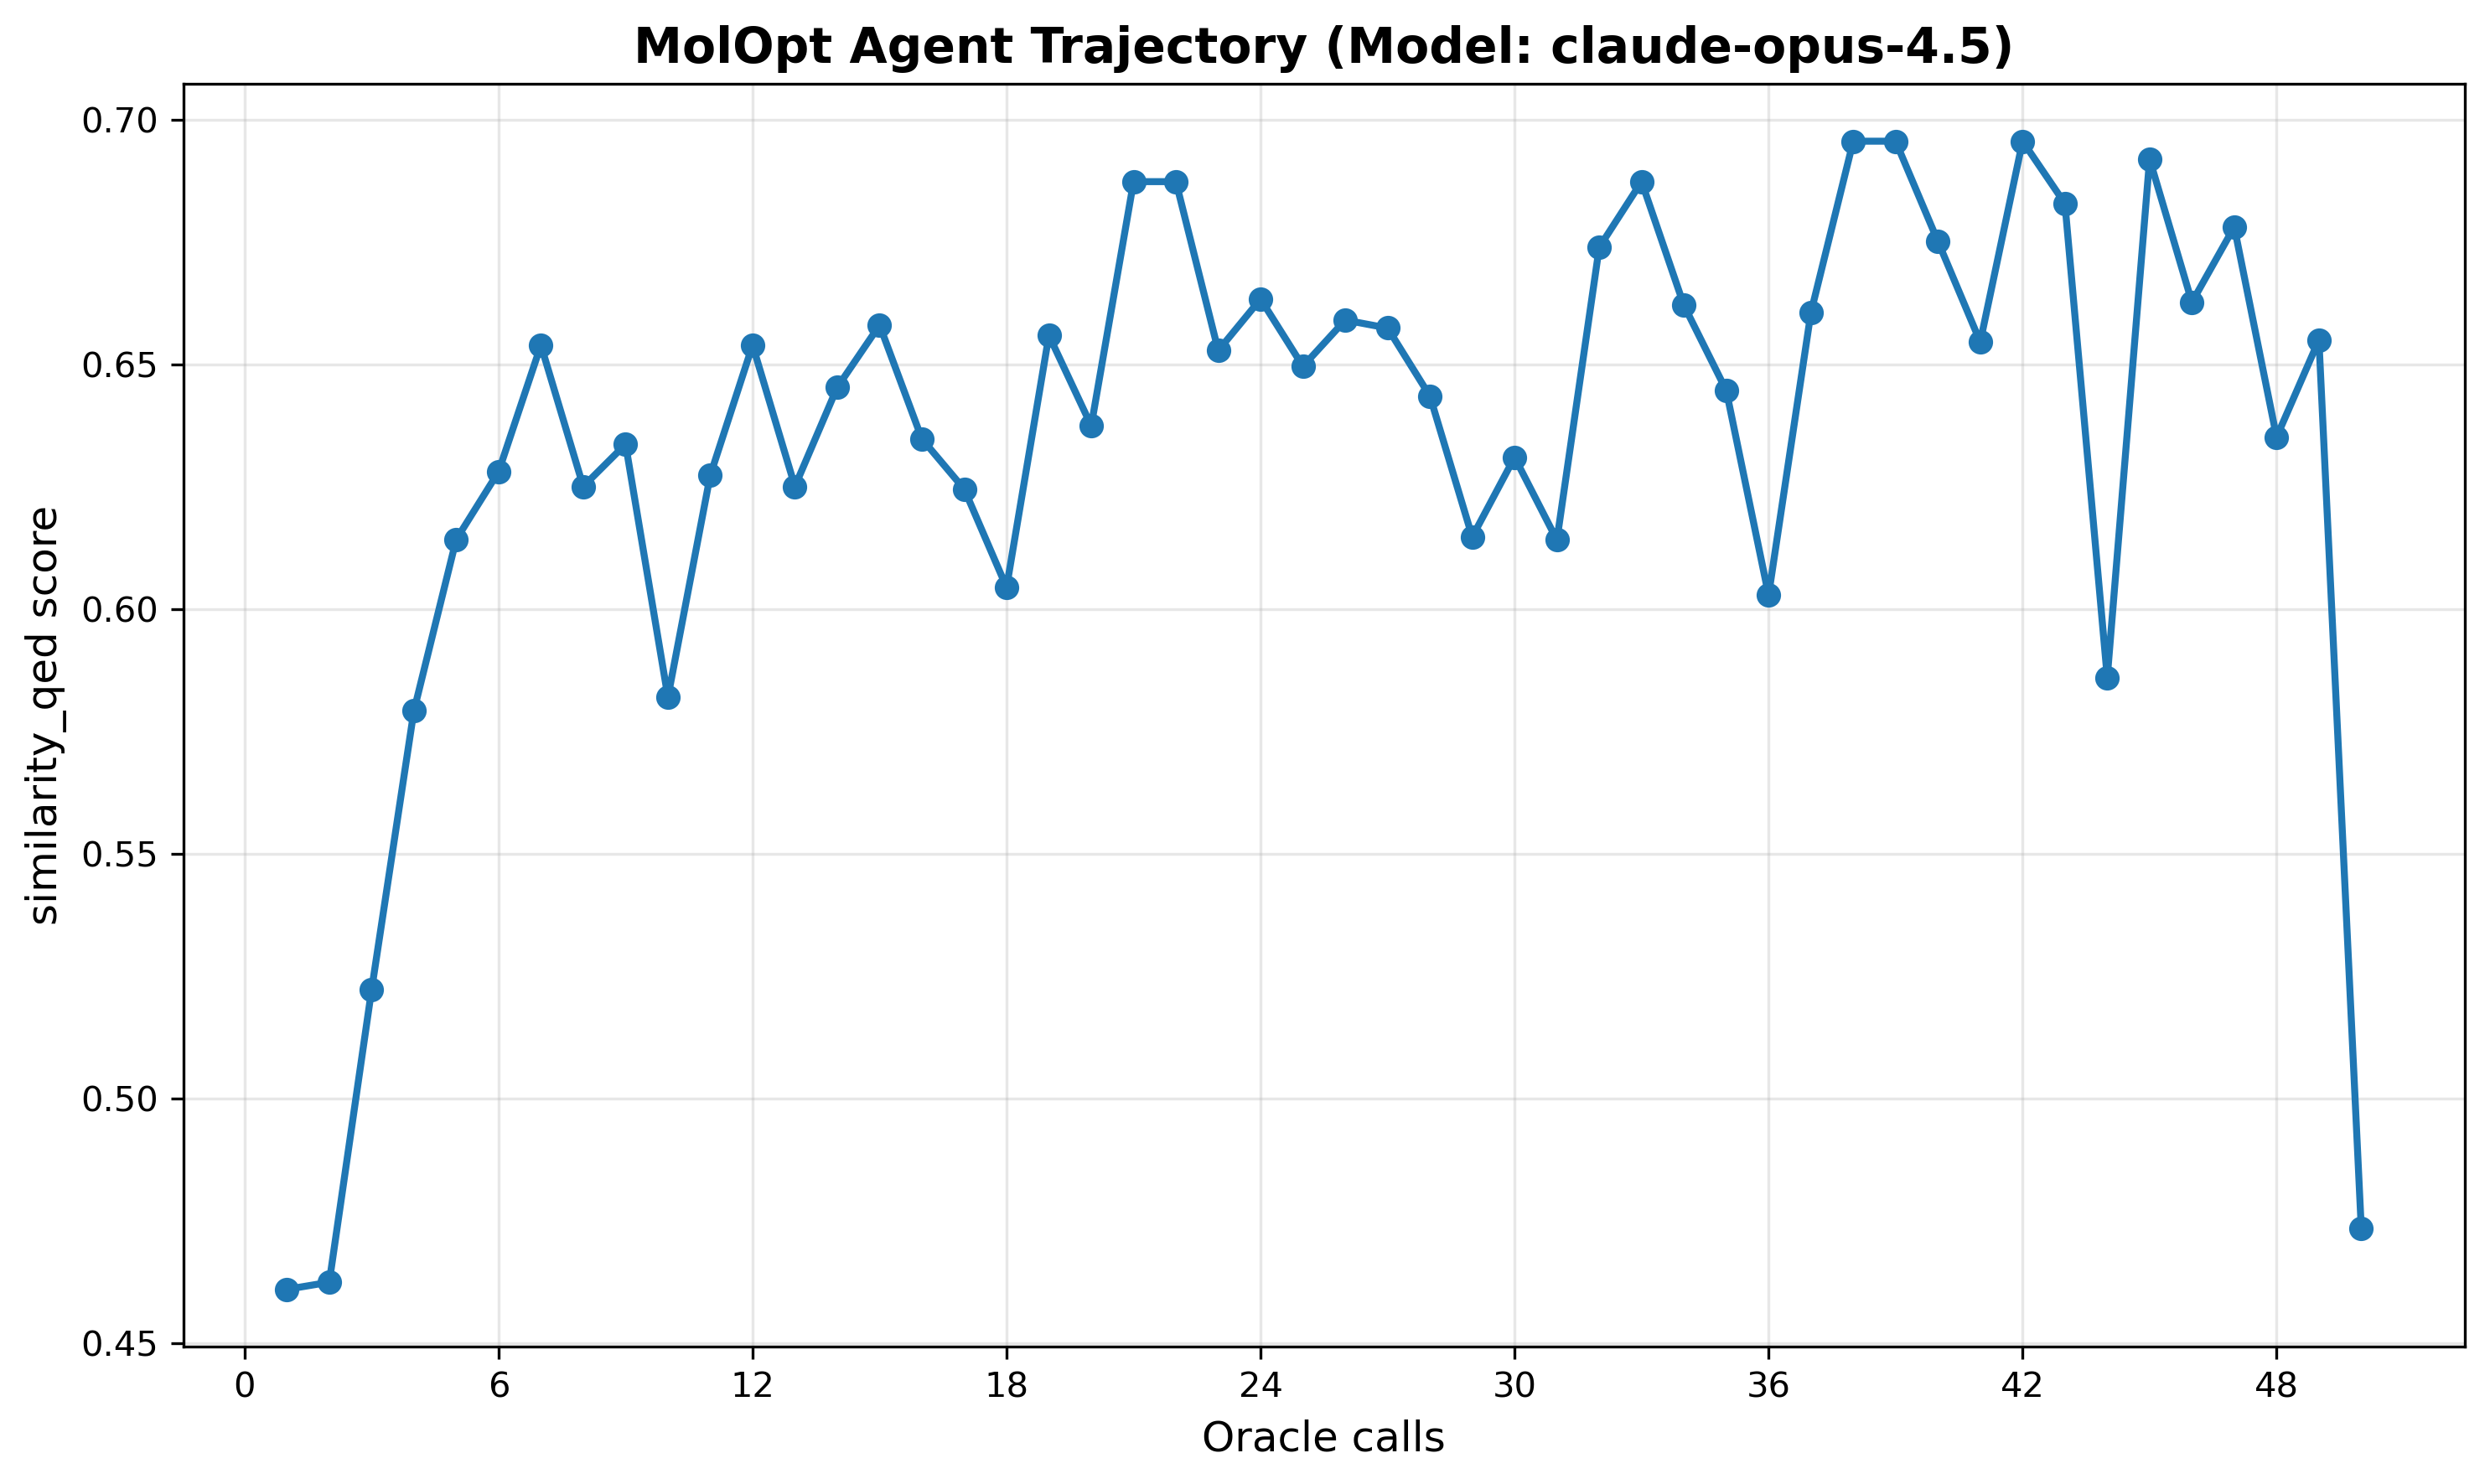 MolOpt Agent Trajectory (Model: claude-opus-4.5)
similarity_qed score
0.70
0.65
0.60
0.55
0.50
0.45
0 6 12 18 24 30 36 42 48
Oracle calls